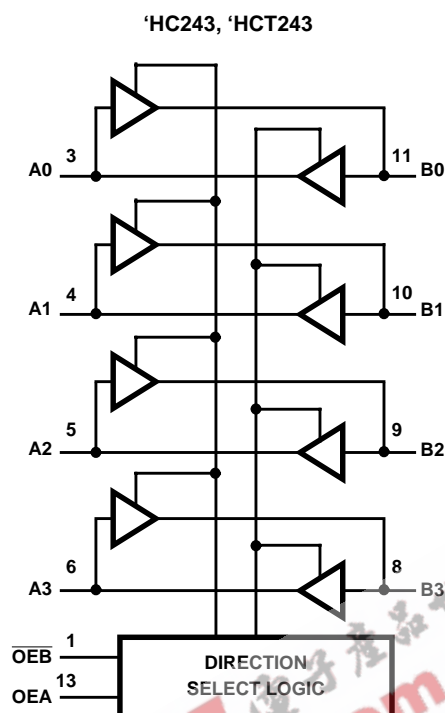 'HC243, 'HCT243
A0 3 11 B0
A1 4 10 B1
A2 5 9 B2
A3 6 8 B3
OEB 1
OEA 13
DIRECTION
SELECT LOGIC